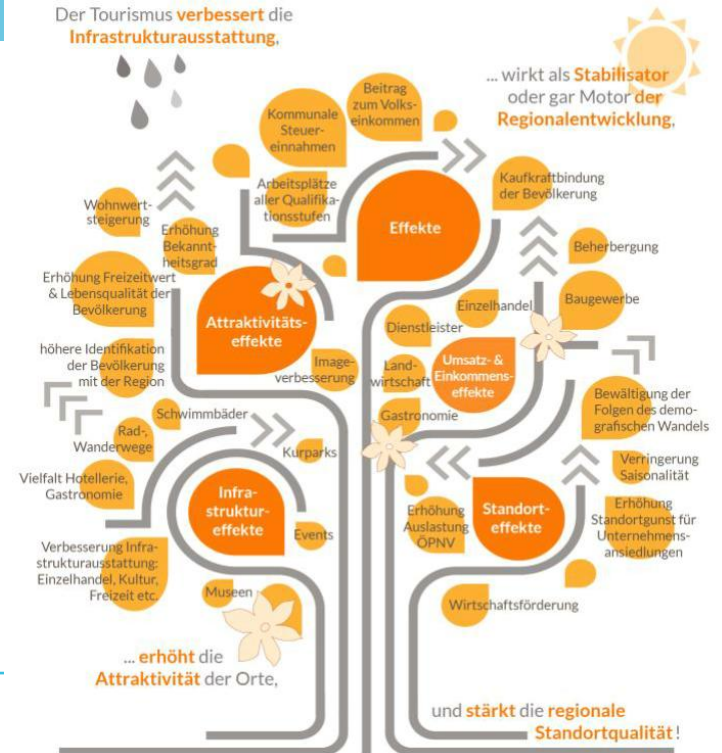 Der Tourismus verbessert die
Infrastrukturausstattung,
... wirkt als Stabilisator
oder gar Motor der
Regionalentwicklung,
Beitrag
zum Volks-
einkommen
Kommunale
Steuer-
einnahmen
Arbeitsplätze
aller Qualifika-
tionsstufen
Effekte
Kaufkraftbindung
der Bevölkerung
Wohnwert-
steigerung
Erhöhung
Bekannt-
heitsgrad
Erhöhung Freizeitwert
& Lebensqualität der
Bevölkerung
Attraktivitäts-
effekte
höhere Identifikation
der Bevölkerung
mit der Region
Image-
verbesserung
Beherbergung
Baugewerbe
Einzelhandel
Dienstleister
Umsatz- &
Einkommens-
effekte
Land-
wirtschaft
Gastronomie
Bewältigung der
Folgen des demo-
grafischen Wandels
Schwimmbäder
Rad-,
Wanderwege
Kurparks
Vielfalt Hotellerie,
Gastronomie
Infra-
struktur-
effekte
Events
Verbesserung Infra-
strukturausstattung:
Einzelhandel, Kultur,
Freizeit etc.
Museen
Verringerung
Saisonalität
Erhöhung
Auslastung
ÖPNV
Standort-
effekte
Erhöhung
Standortgunst für
Unternehmens-
ansiedlungen
Wirtschaftsförderung
... erhöht die
Attraktivität der Orte,
und stärkt die regionale
Standortqualität!